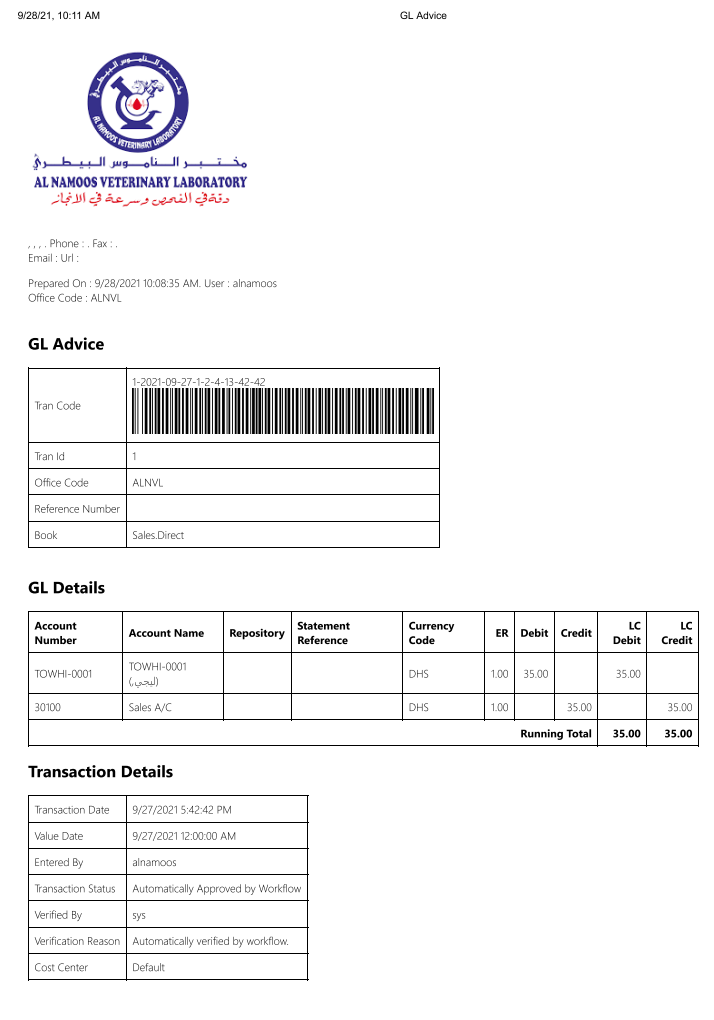 9/28/21, 10:11 AM GL Advice
مختبر الناموس البيطري
AL NAMOOS VETERINARY LABORATORY
مختبر الناموس البيطري
AL NAMOOS VETERINARY LABORATORY
دقة في الفحص وسرعة في الانجاز
, , , . Phone : . Fax : .
Email : Url :
Prepared On : 9/28/2021 10:08:35 AM. User : alnamoos
Office Code : ALNVL
GL Advice
Tran Code 1-2021-09-27-1-2-4-13-42-42
Tran Id 1
Office Code ALNVL
Reference Number
Book Sales.Direct
GL Details
Account Number Account Name Repository Statement Reference Currency Code ER Debit Credit LC Debit LC Credit
TOWHI-0001 TOWHI-0001 (ليجي,) DHS 1.00 35.00 35.00
30100 Sales A/C DHS 1.00 35.00 35.00
Running Total 35.00 35.00
Transaction Details
Transaction Date 9/27/2021 5:42:42 PM
Value Date 9/27/2021 12:00:00 AM
Entered By alnamoos
Transaction Status Automatically Approved by Workflow
Verified By sys
Verification Reason Automatically verified by workflow.
Cost Center Default